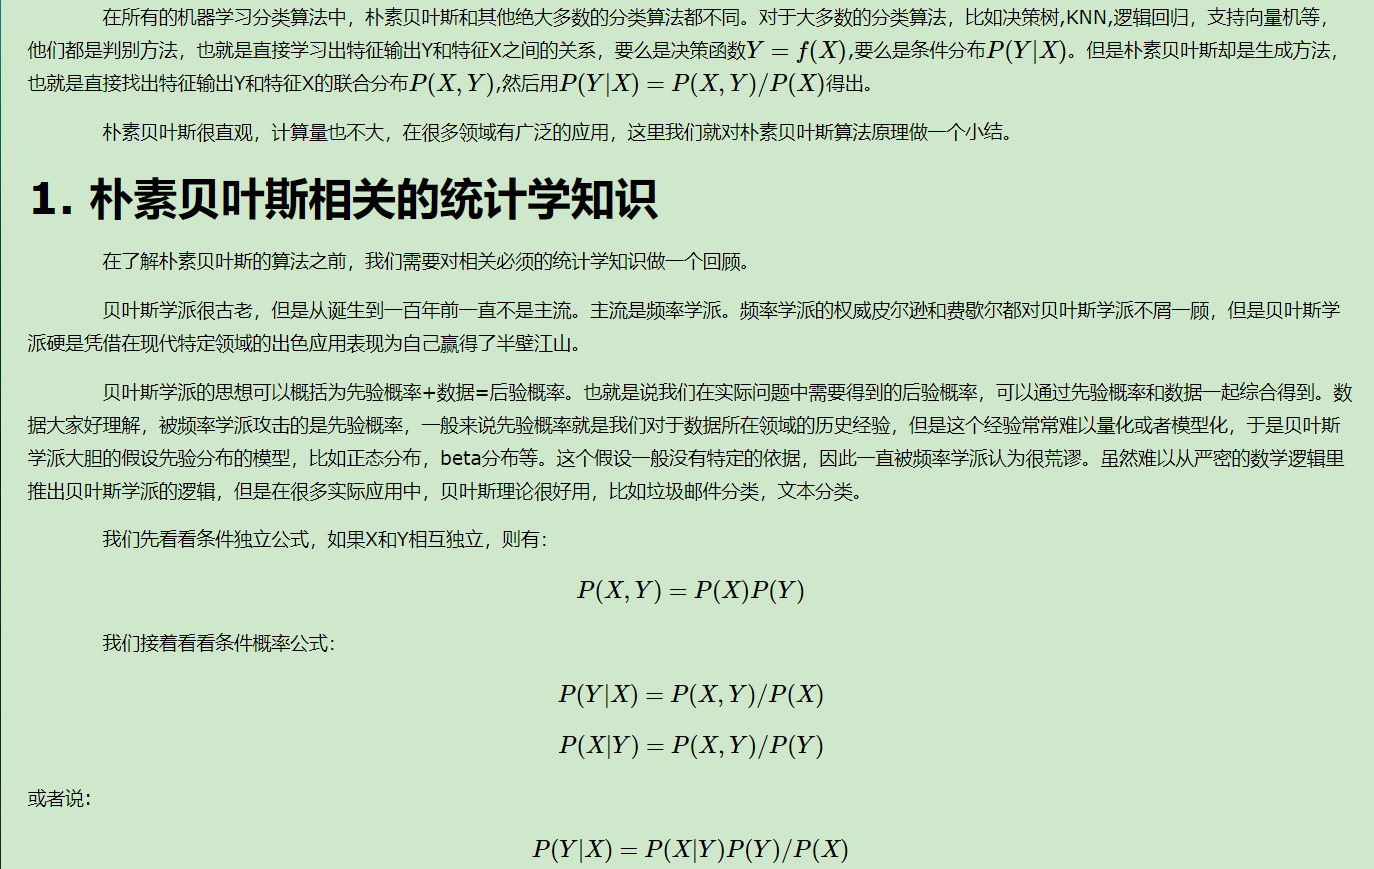 在所有的机器学习分类算法中，朴素贝叶斯和其他绝大多数的分类算法都不同。对于大多数的分类算法，比如决策树,KNN,逻辑回归，支持向量机等，
他们都是判别方法，也就是直接学习出特征输出Y和特征X之间的关系，要么是决策函数Y = f(X),要么是条件分布P(Y|X)。但是朴素贝叶斯却是生成方法，
也就是直接找出特征输出Y和特征X的联合分布P(X, Y),然后用P(Y|X) = P(X, Y)/P(X)得出。
朴素贝叶斯很直观，计算量也不大，在很多领域有广泛的应用，这里我们就对朴素贝叶斯算法原理做一个小结。
1. 朴素贝叶斯相关的统计学知识
在了解朴素贝叶斯的算法之前，我们需要对相关必须的统计学知识做一个回顾。
贝叶斯学派很古老，但是从诞生到一百年前一直不是主流。主流是频率学派。频率学派的权威皮尔逊和费歇尔都对贝叶斯学派不屑一顾，但是贝叶斯学
派硬是凭借在现代特定领域的出色应用表现为自己赢得了半壁江山。
贝叶斯学派的思想可以概括为先验概率+数据=后验概率。也就是说我们在实际问题中需要得到的后验概率，可以通过先验概率和数据一起综合得到。数
据大家好理解，被频率学派攻击的是先验概率，一般来说先验概率就是我们对于数据所在领域的历史经验，但是这个经验常常难以量化或者模型化，于是贝叶斯
学派大胆的假设先验分布的模型，比如正态分布，beta分布等。这个假设一般没有特定的依据，因此一直被频率学派认为很荒谬。虽然难以从严密的数学逻辑里
推出贝叶斯学派的逻辑，但是在很多实际应用中，贝叶斯理论很好用，比如垃圾邮件分类，文本分类。
我们先看看条件独立公式，如果X和Y相互独立，则有：
P(X, Y) = P(X)P(Y)
我们接着看看条件概率公式：
P(Y|X) = P(X, Y)/P(X)
P(X|Y) = P(X, Y)/P(Y)
或者说：
P(Y|X) = P(X|Y)P(Y)/P(X)